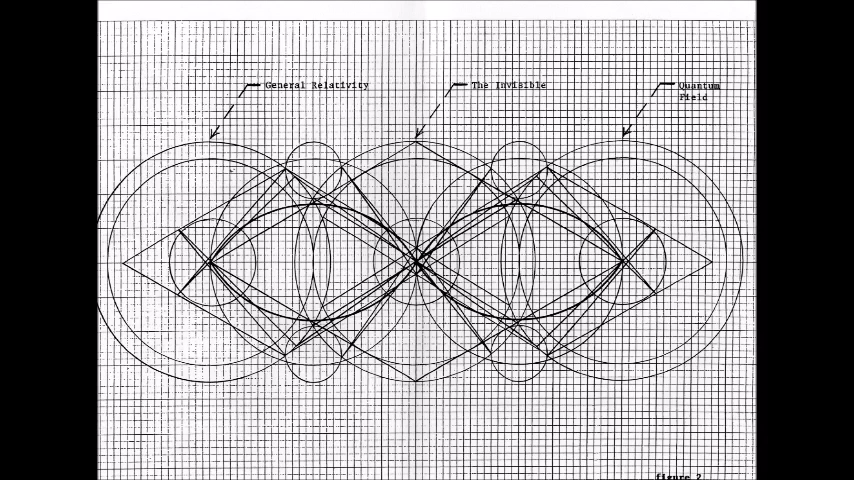 General Relativity
The Invisible
Quantum
Field
figure 2